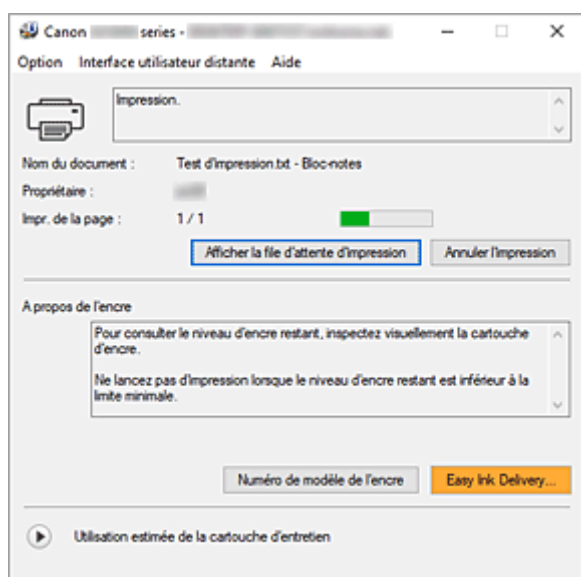 Canon series -
Option Interface utilisateur distante Aide
Impression.
Nom du document : Test d'impression.txt - Bloc-notes
Propriétaire :
Impr. de la page : 1 / 1
Afficher la file d'attente d'impression Annuler l'impression
A propos de l'encre
Pour consulter le niveau d'encre restant, inspectez visuellement la cartouche
d'encre.
Ne lancez pas d'impression lorsque le niveau d'encre restant est inférieur à la
limite minimale.
Numéro de modèle de l'encre Easy Ink Delivery...
Utilisation estimée de la cartouche d'entretien